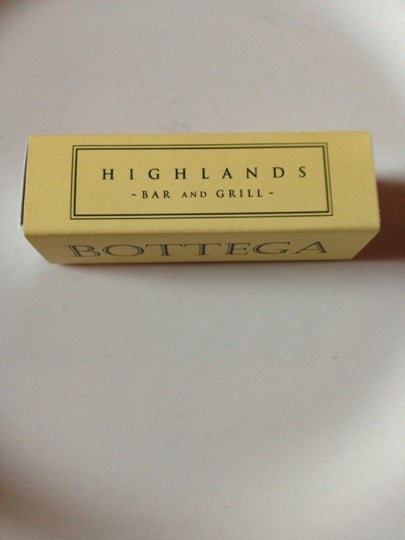 HIGHLANDS
- BAR AND GRILL -
BOTTEGA